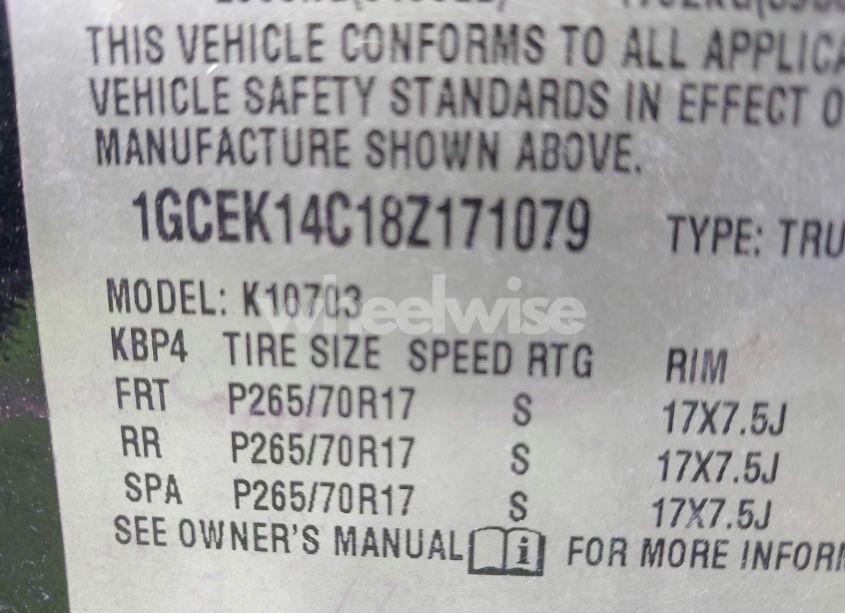 THIS VEHICLE CONFORMS TO ALL APPLICA
VEHICLE SAFETY STANDARDS IN EFFECT O
MANUFACTURE SHOWN ABOVE.
1GCEK14C18Z171079 TYPE: TRU
MODEL: K10703
wheelwise
KBP4 TIRE SIZE SPEED RTG RIM
FRT P265/70R17 S 17X7.5J
RR P265/70R17 S 17X7.5J
SPA P265/70R17 S 17X7.5J
SEE OWNER'S MANUAL i FOR MORE INFORM